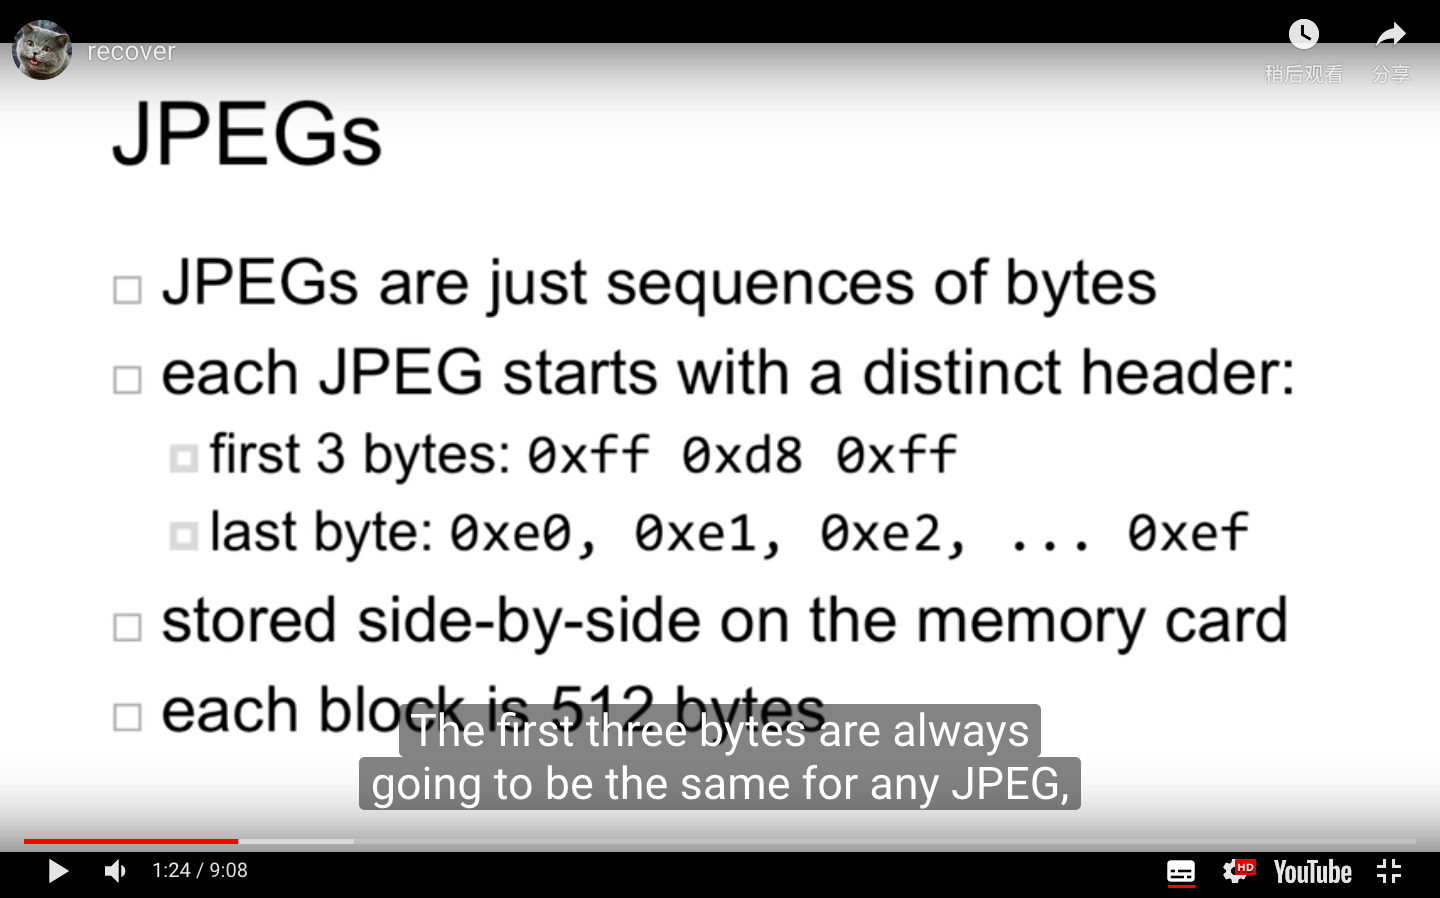 recover
稍后观看
分享
JPEGs
JPEGs are just sequences of bytes
each JPEG starts with a distinct header:
first 3 bytes: 0xff 0xd8 0xff
last byte: 0xe0, 0xe1, 0xe2, ... 0xef
stored side-by-side on the memory card
each block is 512 bytes
The first three bytes are always
going to be the same for any JPEG,
1:24 / 9:08
HD
YouTube